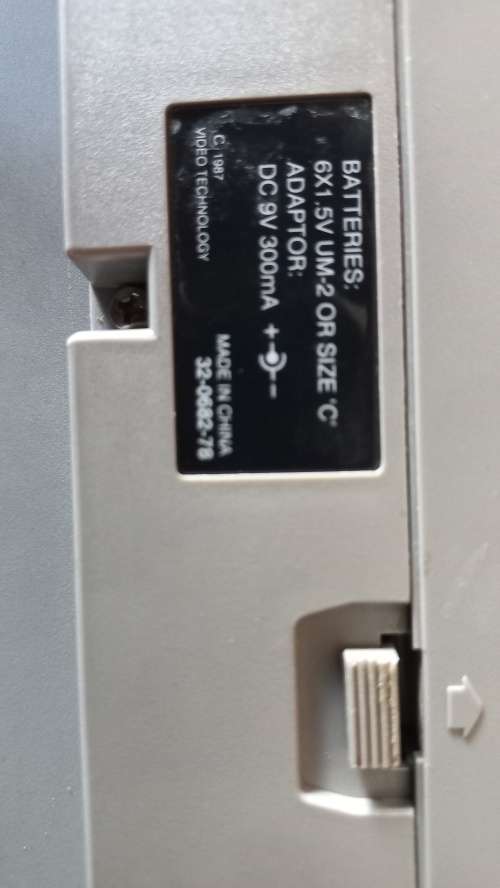 BATTERIES:
6X1.5V UM-2 OR SIZE 'C'
ADAPTOR:
DC 9V 300mA + -
C 1987
VIDEO TECHNOLOGY
MADE IN CHINA
32-0682-78